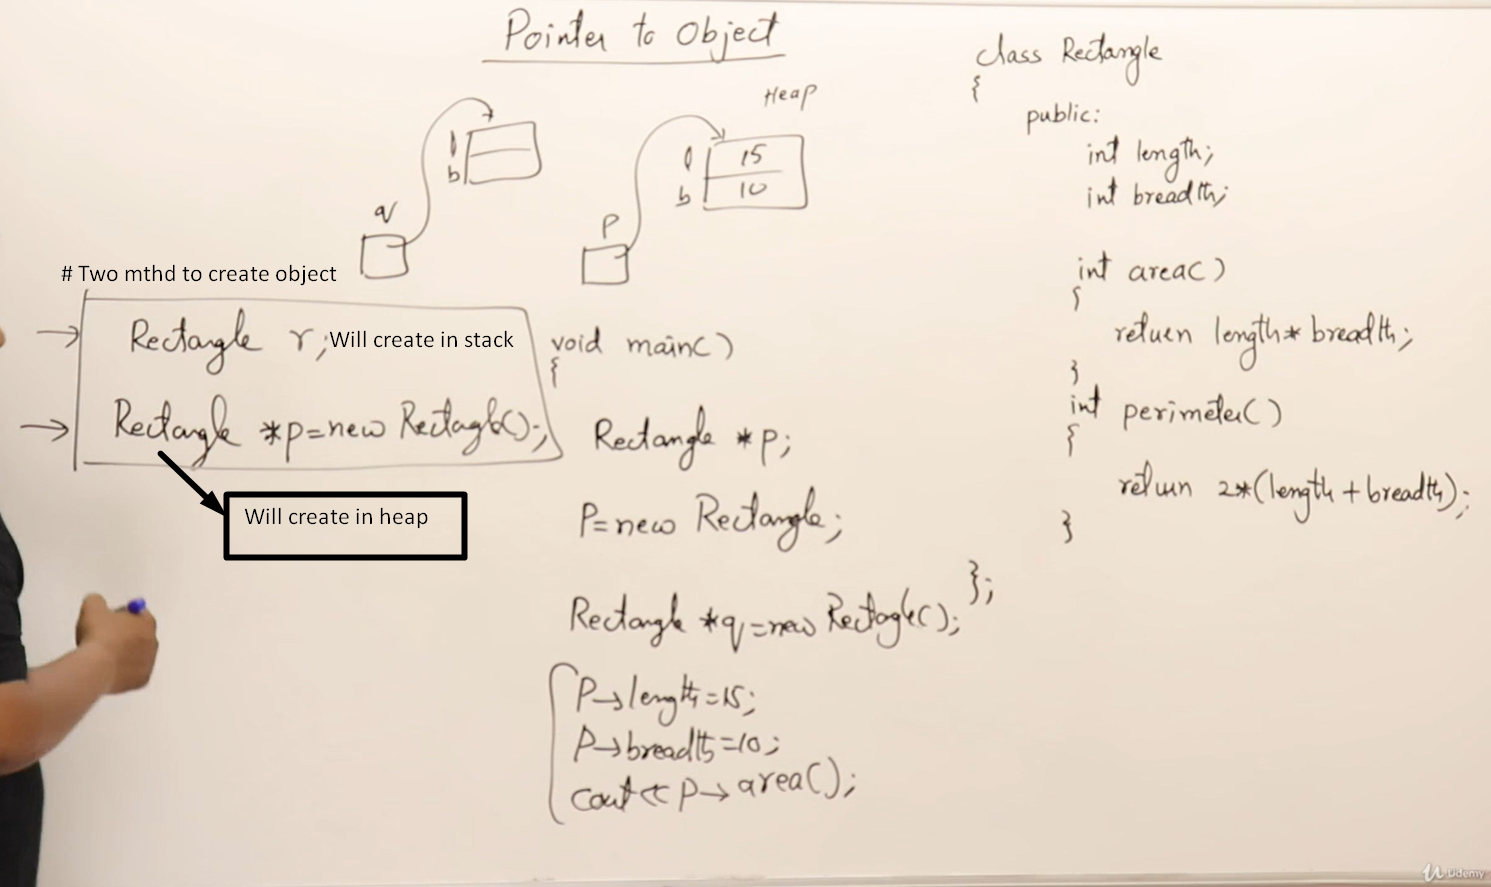 Pointer to Object
Heap
l
b
q
l 15
b 10
p
# Two mthd to create object
Rectangle r; Will create in stack
Rectangle *p=new Rectagle();
Will create in heap
void main()
{
Rectangle *p;
P=new Rectangle;
Rectangle *q=new Rectagle();
P→length=15;
P→breadth=10;
cout<<P→area();
class Rectangle
{
public:
int length;
int breadth;
int area()
{
return length*breadth;
}
int perimeter()
{
return 2*(length+breadth);
}
};
Udemy